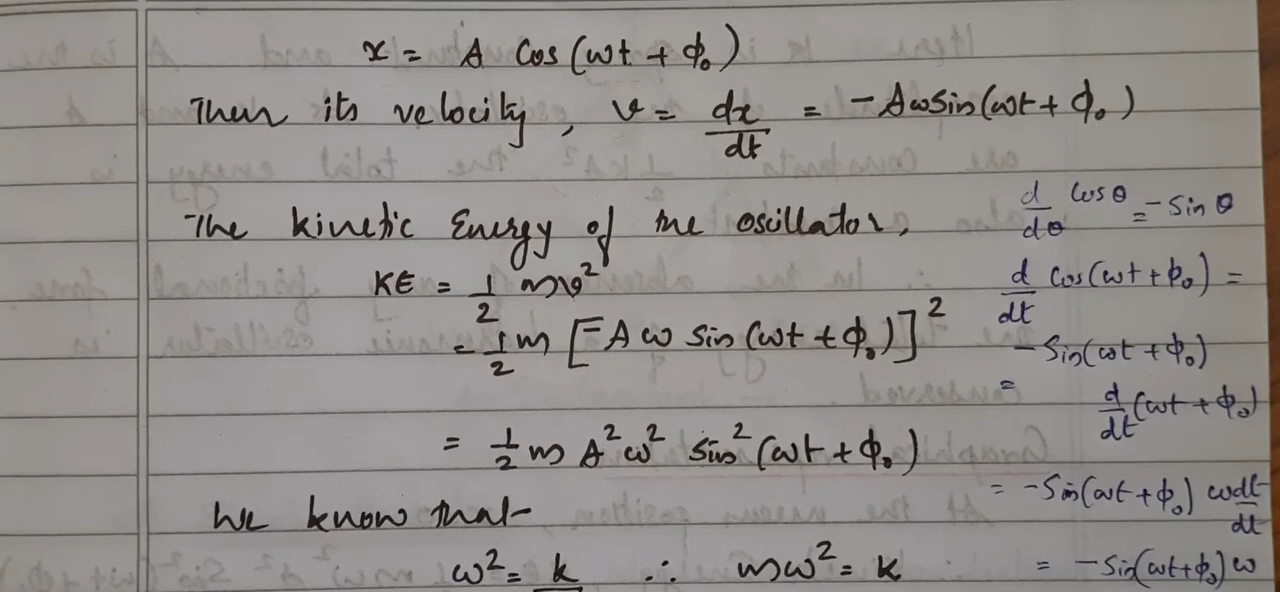 x = A Cos (ωt + ϕ₀)
Then its velocity, v = dx/dt = -Aω Sin(ωt + ϕ₀)
The kinetic Energy of the oscillator,
KE = 1/2 mv²
= 1/2 m [-A ω Sin (ωt + ϕ₀)]²
= 1/2 m A² ω² Sin² (ωt + ϕ₀)
We know that
ω² = k ∴ mω² = k
d/dθ Cos θ = - Sin θ
d/dt Cos(ωt + ϕ₀) =
- Sin(ωt + ϕ₀)
= d/dt (ωt + ϕ₀)
= - Sin(ωt + ϕ₀) ωdt/dt
= - Sin(ωt + ϕ₀) ω